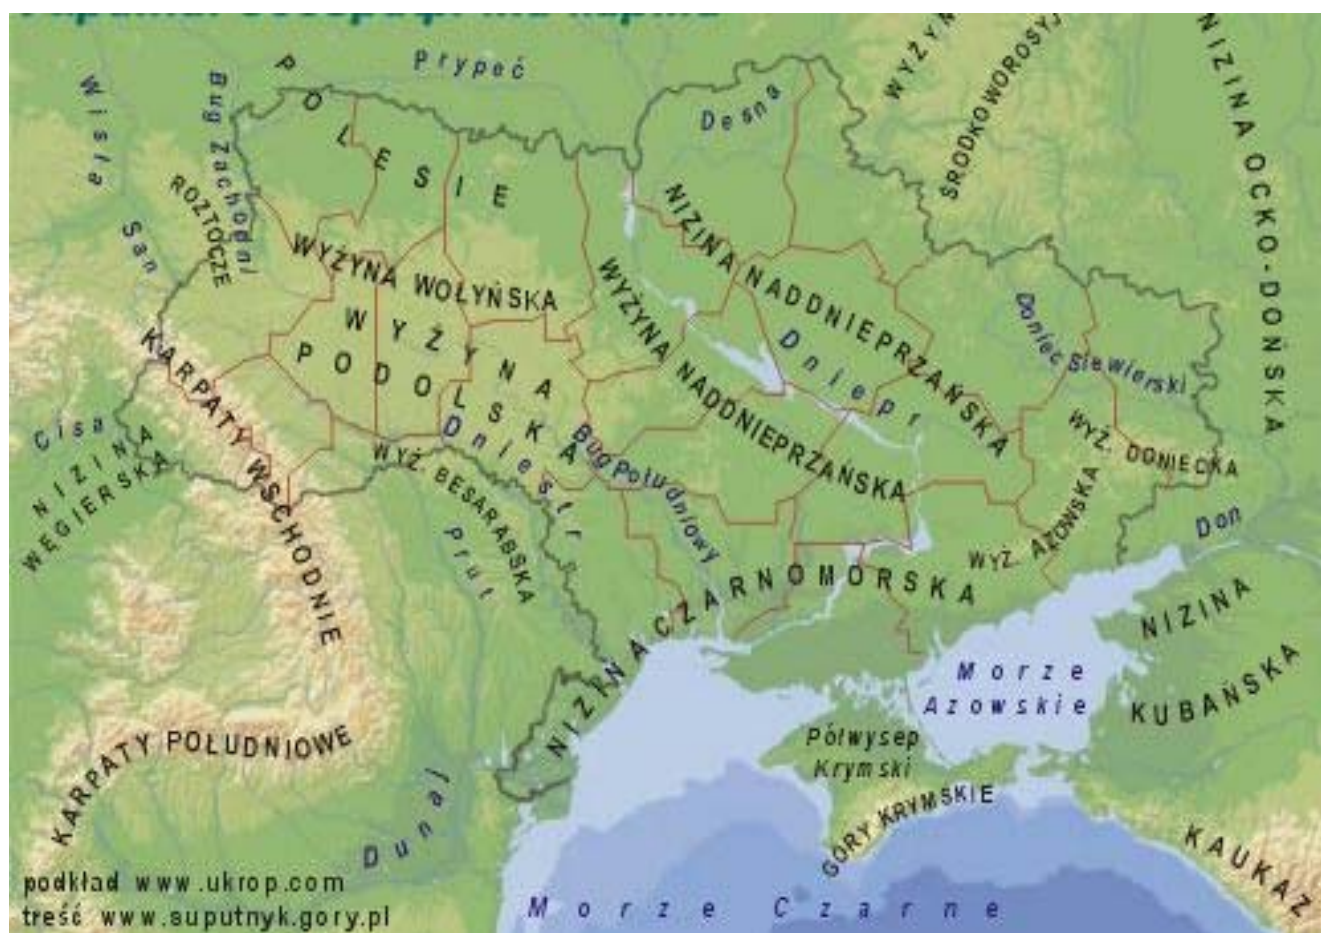 Prypeć
POLESIE
Wisła
Bug Zachodni
Desna
WYŻYN
ŚRODKOWOROSYJ
NIZINA OCKO-DOŃSKA
ROZTOCZE
San
WYŻYNA WOŁYŃSKA
NIZINA NADDNIEPRZAŃSKA
WYŻYNA NADDNIEPRZAŃSKA
Dniepr
Doniec Siewierski
WYŻYNA
PODOLSKA
KARPATY WSCHODNIE
Cisa
NIZINA
WĘGIERSKA
Dniestr
Bug Południowy
WYŻ. BESARABSKA
Prut
WYŻ. DONIECKA
WYŻ. AZOWSKA
Don
NIZINA CZARNOMORSKA
NIZINA
KUBAŃSKA
Morze
Azowskie
Półwysep
Krymski
GÓRY KRYMSKIE
KARPATY POŁUDNIOWE
Dunaj
KAUKAZ
podkład www.ukrop.com
treść www.suputnyk.gory.pl
Morze Czarne